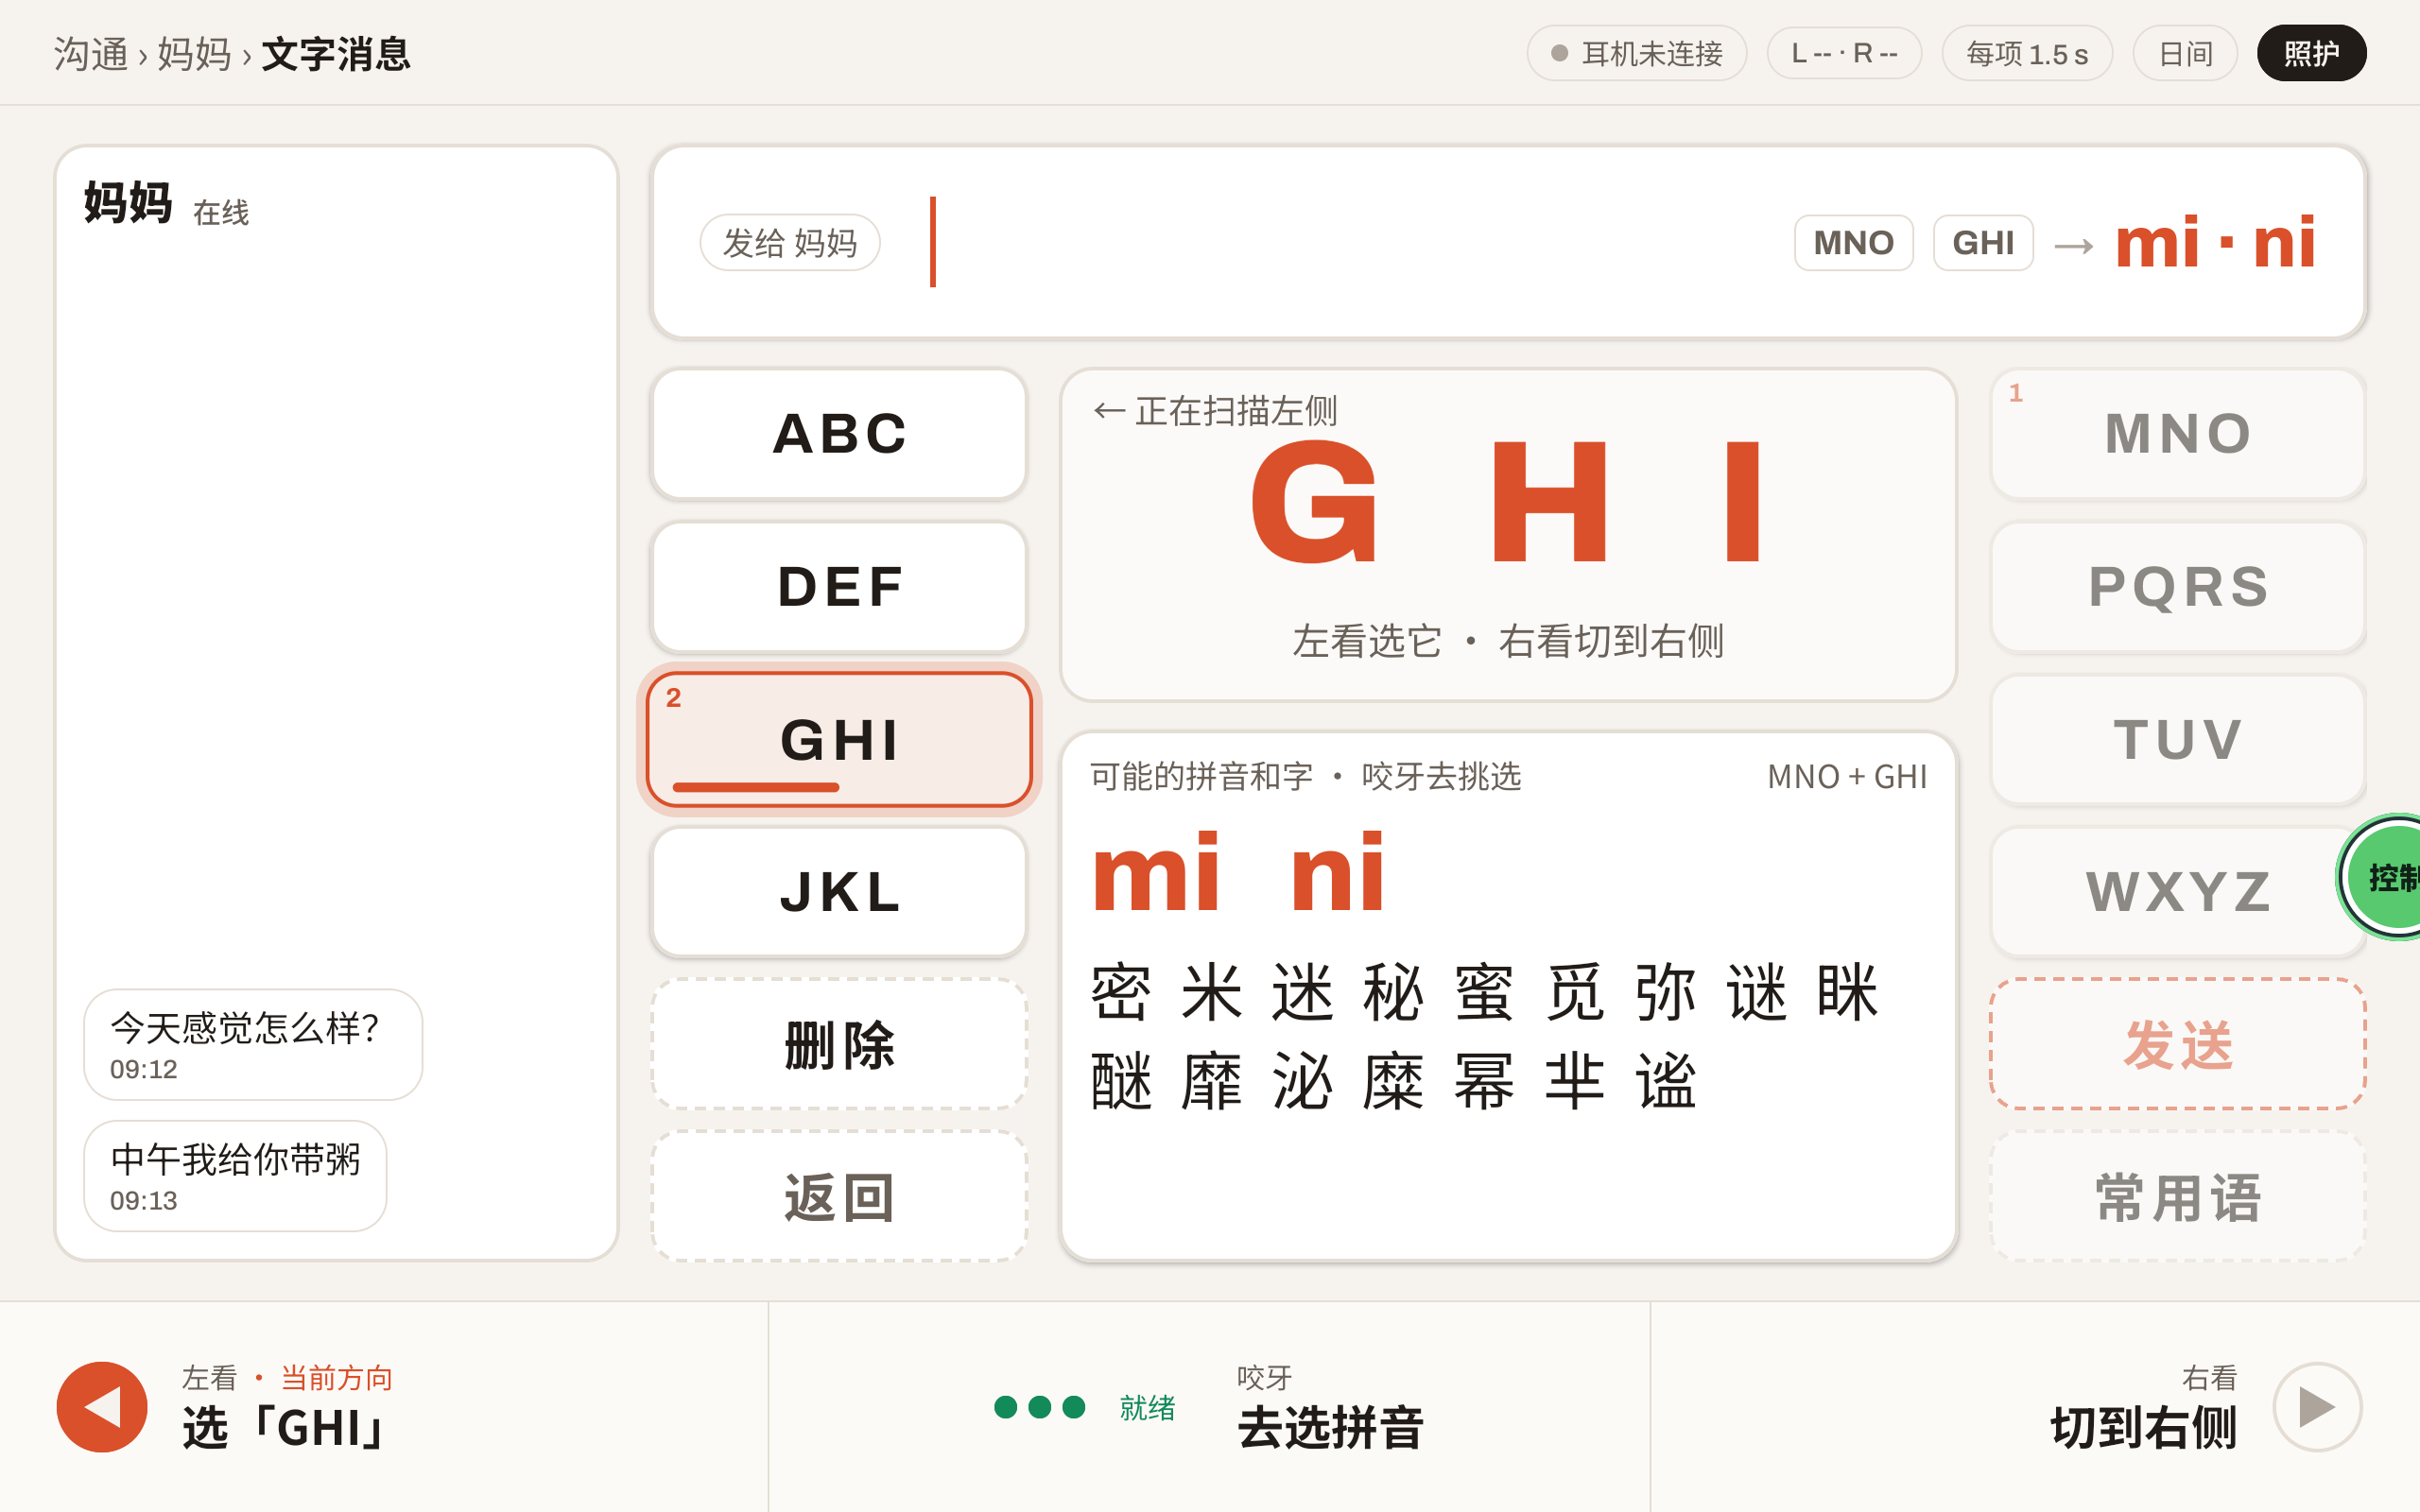 沟通 › 妈妈 › 文字消息
耳机未连接
L -- · R --
每项 1.5 s
日间
照护
妈妈 在线
今天感觉怎么样?
09:12
中午我给你带粥
09:13
发给 妈妈
MNO GHI → mi · ni
ABC
DEF
2
GHI
JKL
删除
返回
← 正在扫描左侧
G H I
左看选它 · 右看切到右侧
可能的拼音和字 · 咬牙去挑选
MNO + GHI
mi ni
密 米 迷 秘 蜜 觅 弥 谜 眯
醚 靡 泌 糜 幂 芈 谧
1
MNO
PQRS
TUV
WXYZ
控制
发送
常用语
左看 · 当前方向
选「GHI」
就绪
咬牙
去选拼音
右看
切到右侧